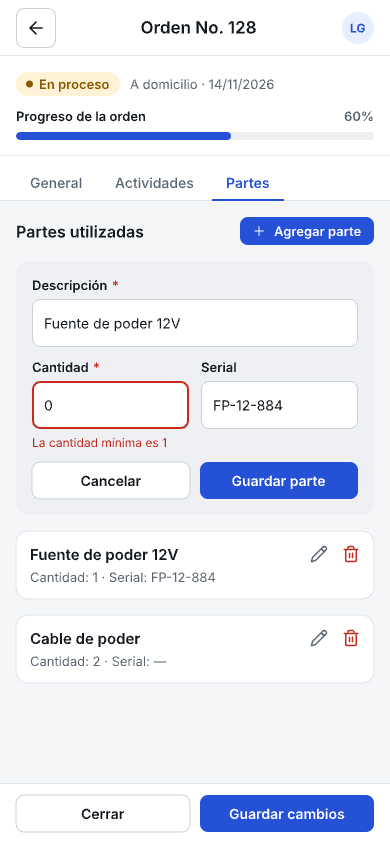 Orden No. 128
LG
En proceso
A domicilio · 14/11/2026
Progreso de la orden
60%
General
Actividades
Partes
Partes utilizadas
+ Agregar parte
Descripción *
Fuente de poder 12V
Cantidad *
Serial
0
FP-12-884
La cantidad mínima es 1
Cancelar
Guardar parte
Fuente de poder 12V
Cantidad: 1 · Serial: FP-12-884
Cable de poder
Cantidad: 2 · Serial: —
Cerrar
Guardar cambios